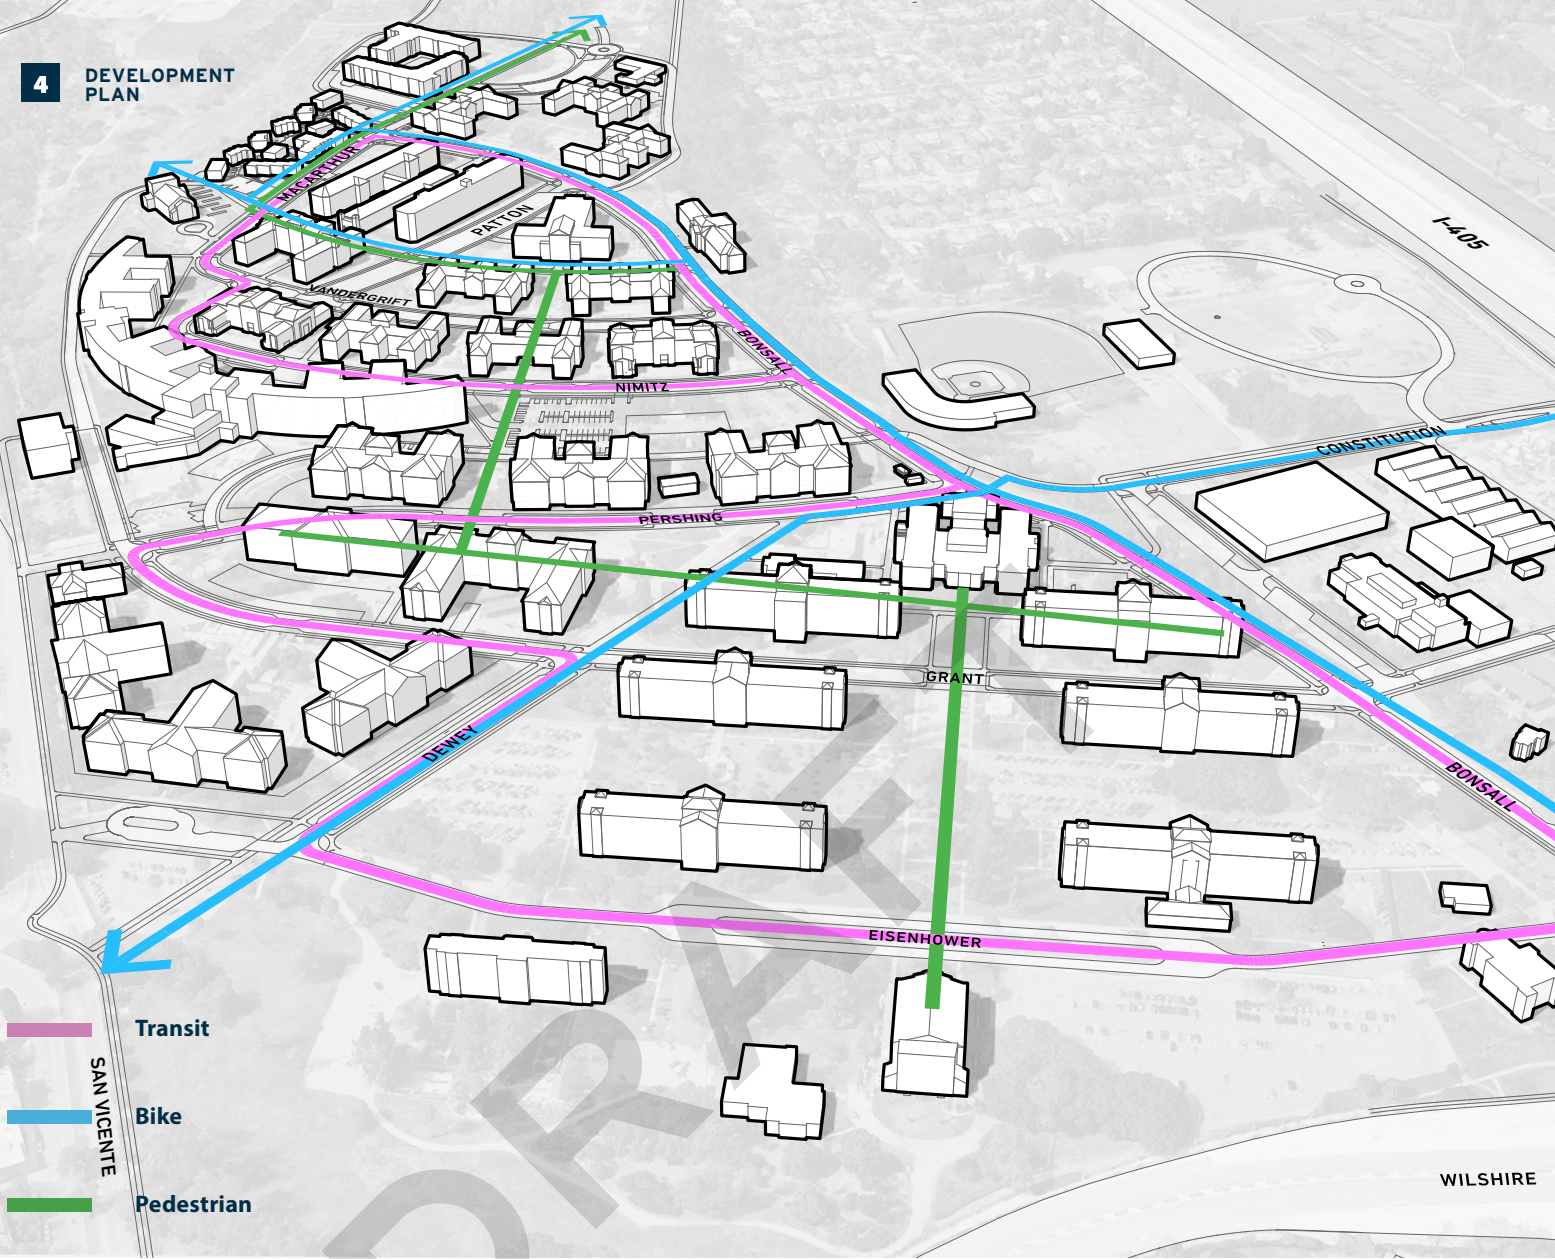 4
DEVELOPMENT
PLAN
MACARTHUR
PATTON
VANDERGRIFT
I-405
BONSALL
NIMITZ
CONSTITUTION
PERSHING
GRANT
DEWEY
BONSALL
EISENHOWER
DRAFT
Transit
SAN VICENTE
Bike
WILSHIRE
Pedestrian